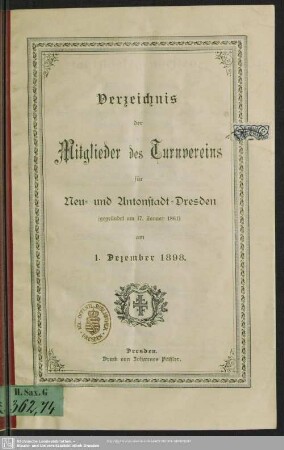 Verzeichnis
der
Mitglieder des Turnvereins
für
Neu- und Antonstadt-Dresden
(gegründet am 17. Januar 1861)
am
1. Dezember 1898.
Dresden.
Druck von Johannes Päßler.
H. Sax. G
362,74